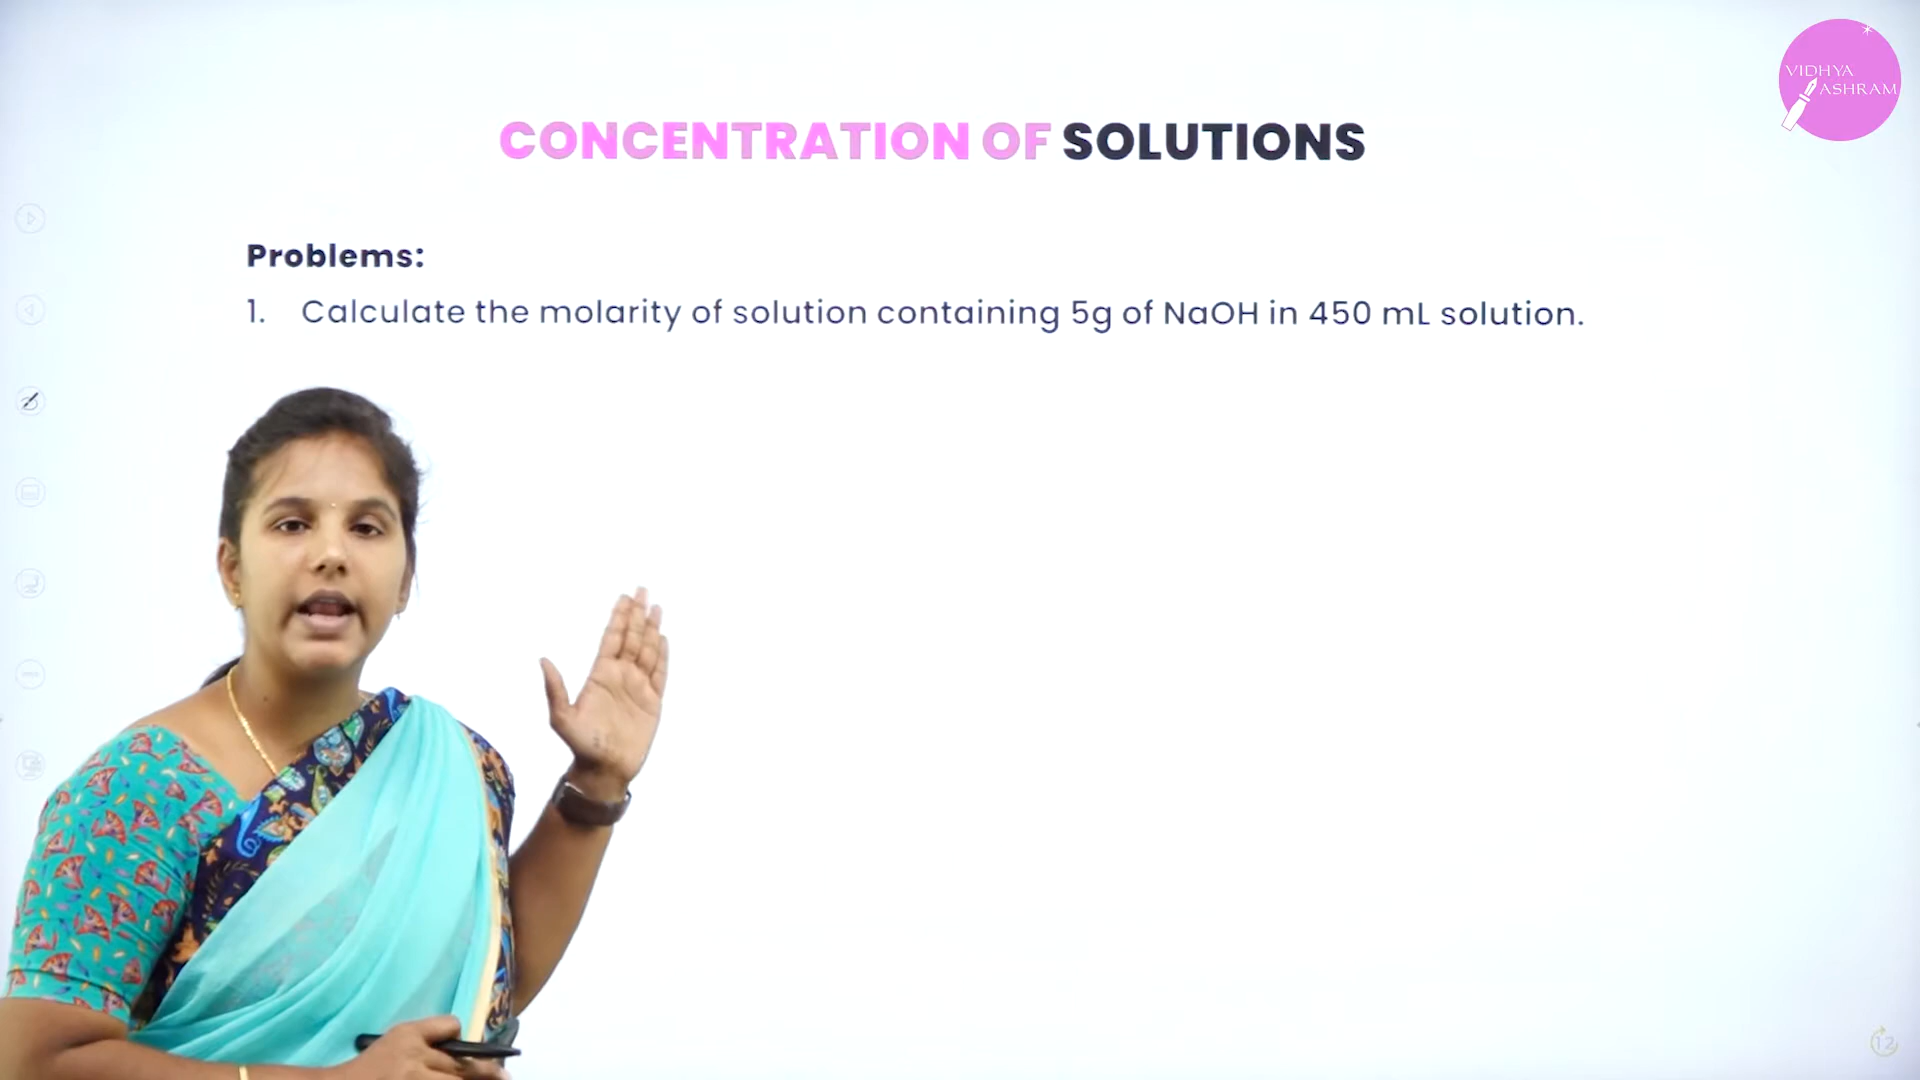 VIDHYA
ASHRAM
CONCENTRATION OF SOLUTIONS
Problems:
1. Calculate the molarity of solution containing 5g of NaOH in 450 mL solution.
12